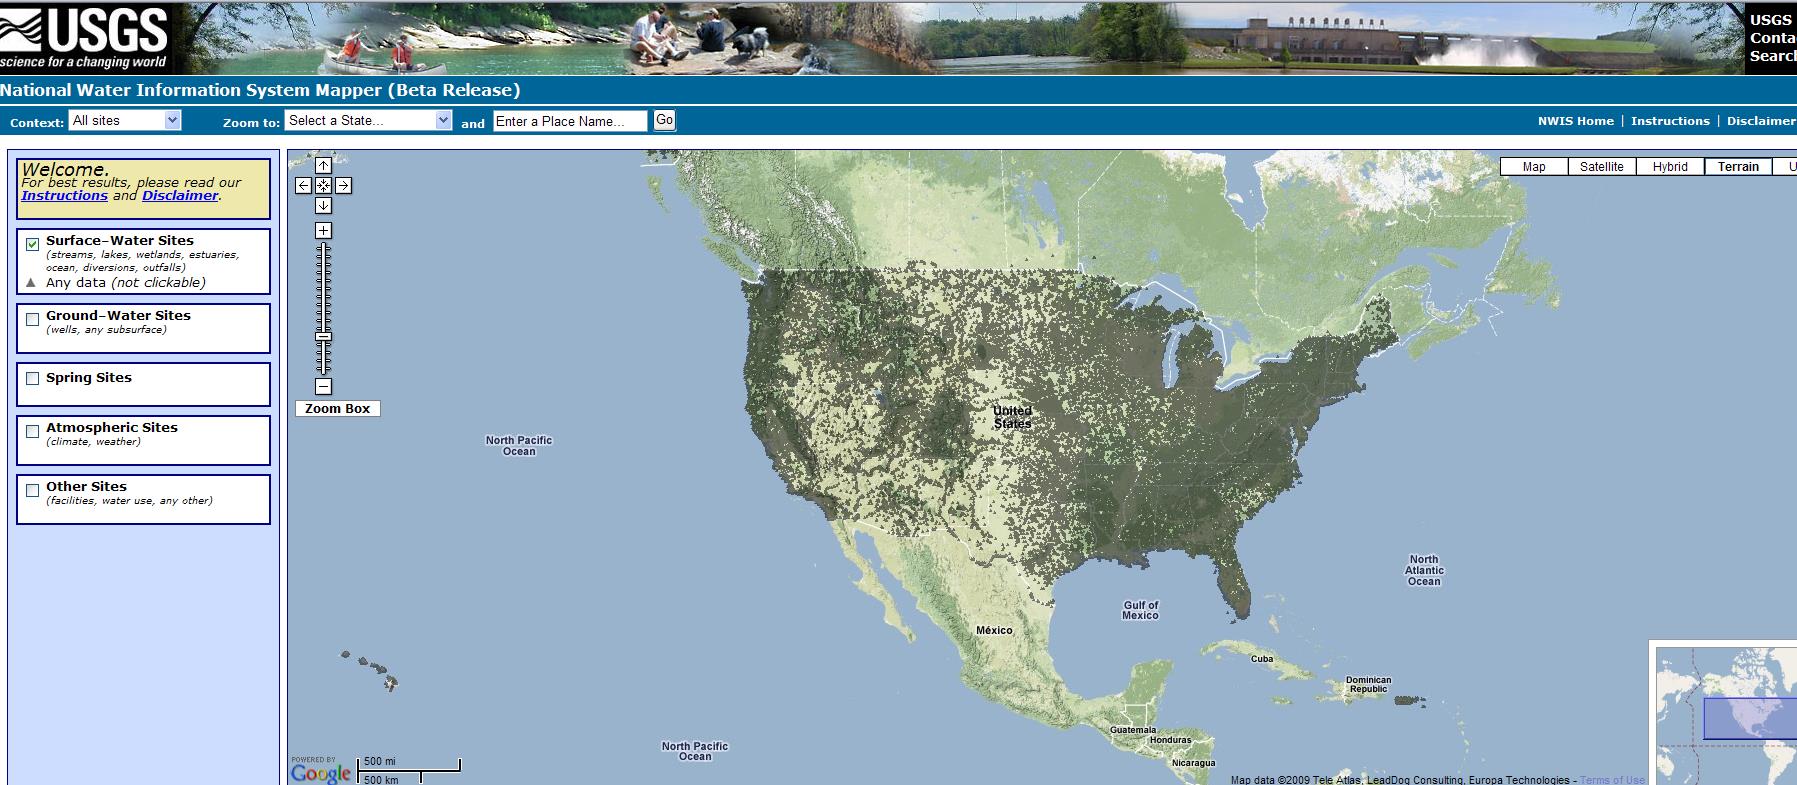 USGS
science for a changing world
USGS
Conta
Search
National Water Information System Mapper (Beta Release)
Context: All sites Zoom to: Select a State... and Enter a Place Name... Go
NWIS Home | Instructions | Disclaimer
Welcome.
For best results, please read our
Instructions and Disclaimer.
Surface–Water Sites
(streams, lakes, wetlands, estuaries,
ocean, diversions, outfalls)
Any data (not clickable)
Ground–Water Sites
(wells, any subsurface)
Spring Sites
Atmospheric Sites
(climate, weather)
Other Sites
(facilities, water use, any other)
Zoom Box
Map Satellite Hybrid Terrain U
United
States
North Pacific
Ocean
North
Atlantic
Ocean
Gulf of
Mexico
México
Cuba
Dominican
Republic
Guatemala
Honduras
Nicaragua
North Pacific
Ocean
POWERED BY
Google
500 mi
500 km
Map data ©2009 Tele Atlas, LeadDog Consulting, Europa Technologies - Terms of Use